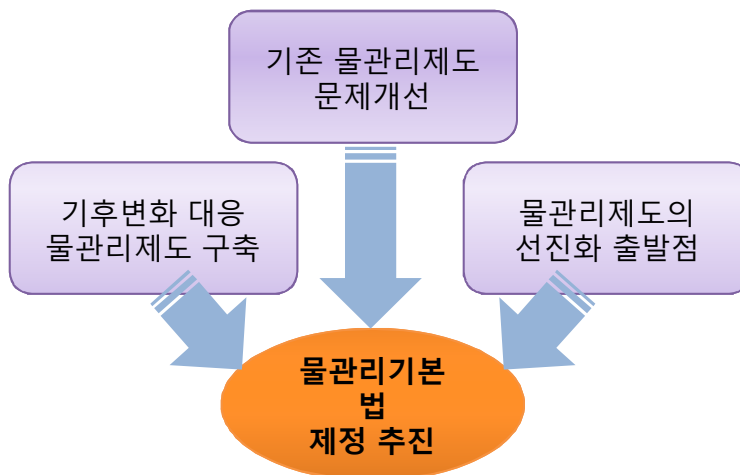 기존 물관리제도
문제개선
기후변화 대응
물관리제도 구축
물관리제도의
선진화 출발점
물관리기본
법
제정 추진